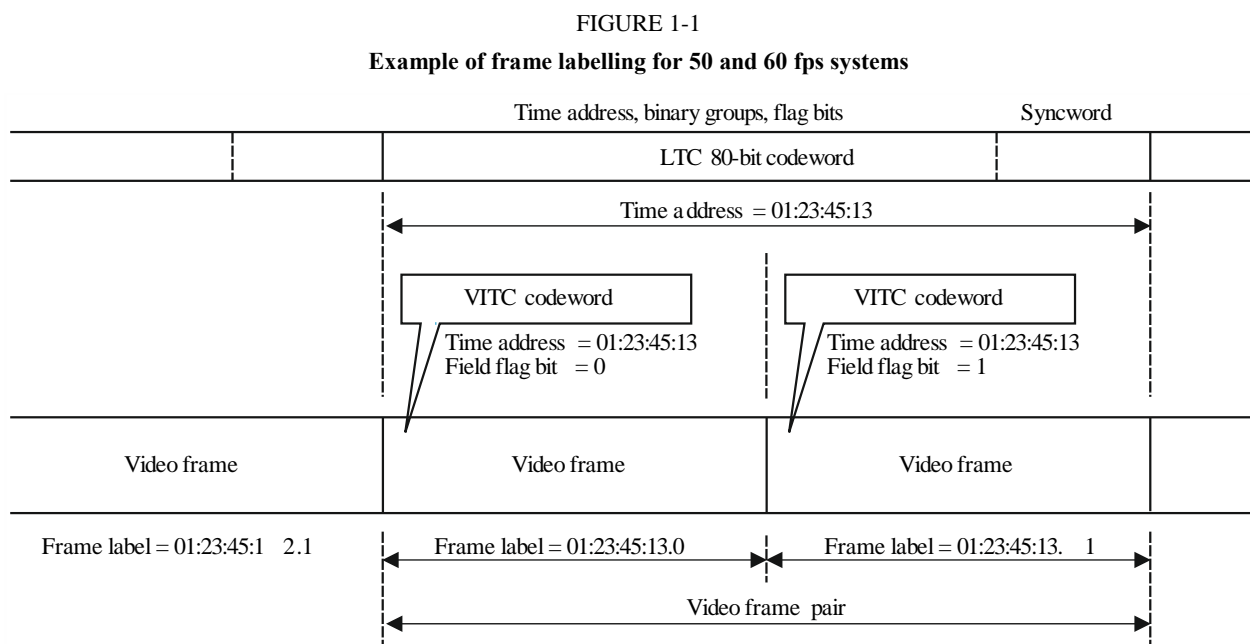 FIGURE 1-1
Example of frame labelling for 50 and 60 fps systems
Time address, binary groups, flag bits Syncword
LTC 80-bit codeword
Time address = 01:23:45:13
VITC codeword VITC codeword
Time address = 01:23:45:13 Time address = 01:23:45:13
Field flag bit = 0 Field flag bit = 1
Video frame Video frame Video frame
Frame label = 01:23:45:1 2.1 Frame label = 01:23:45:13.0 Frame label = 01:23:45:13. 1
Video frame pair